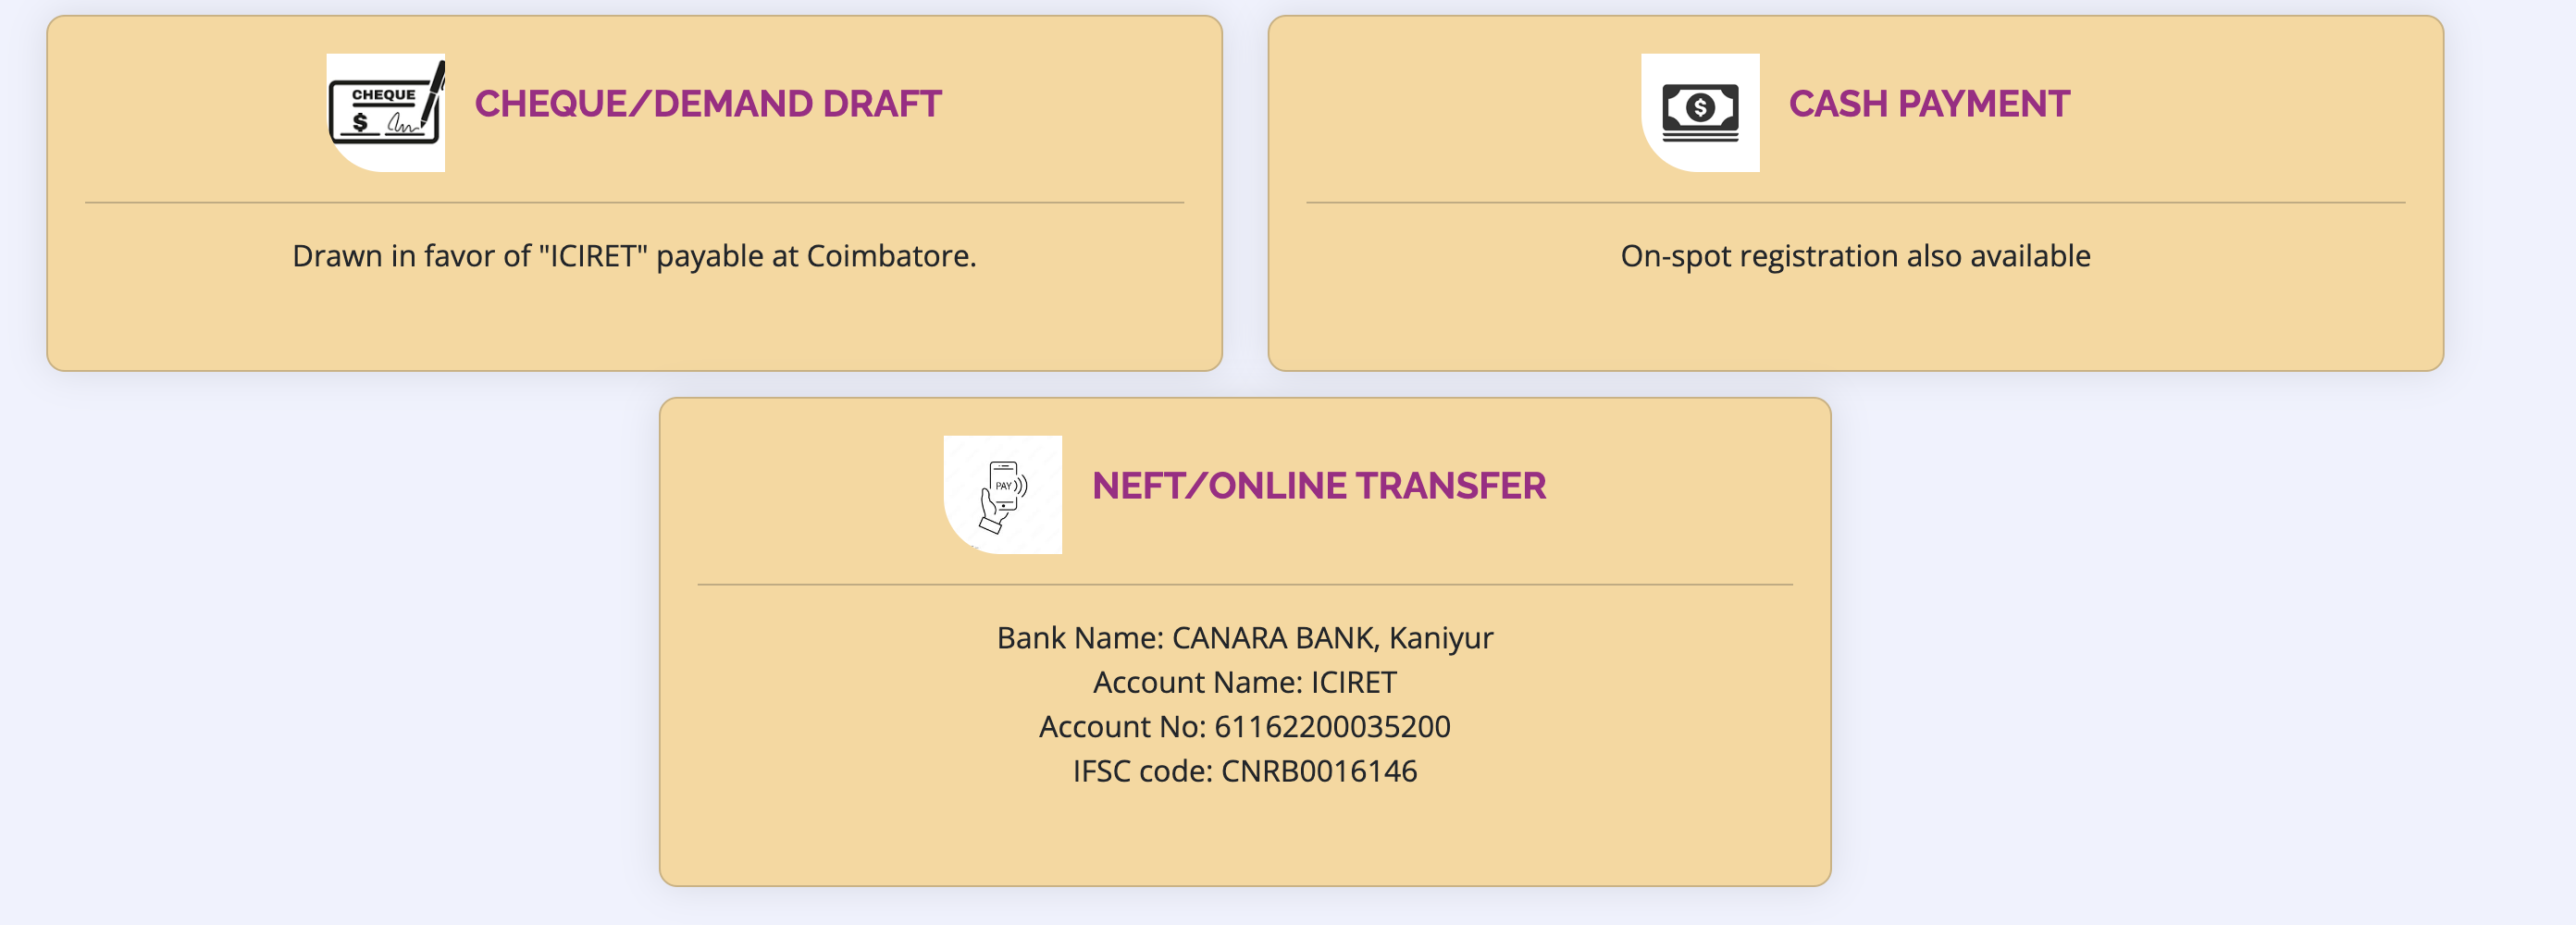 CHEQUE
$
CHEQUE/DEMAND DRAFT
Drawn in favor of "ICIRET" payable at Coimbatore.
$
CASH PAYMENT
On-spot registration also available
PAY
NEFT/ONLINE TRANSFER
Bank Name: CANARA BANK, Kaniyur
Account Name: ICIRET
Account No: 61162200035200
IFSC code: CNRB0016146